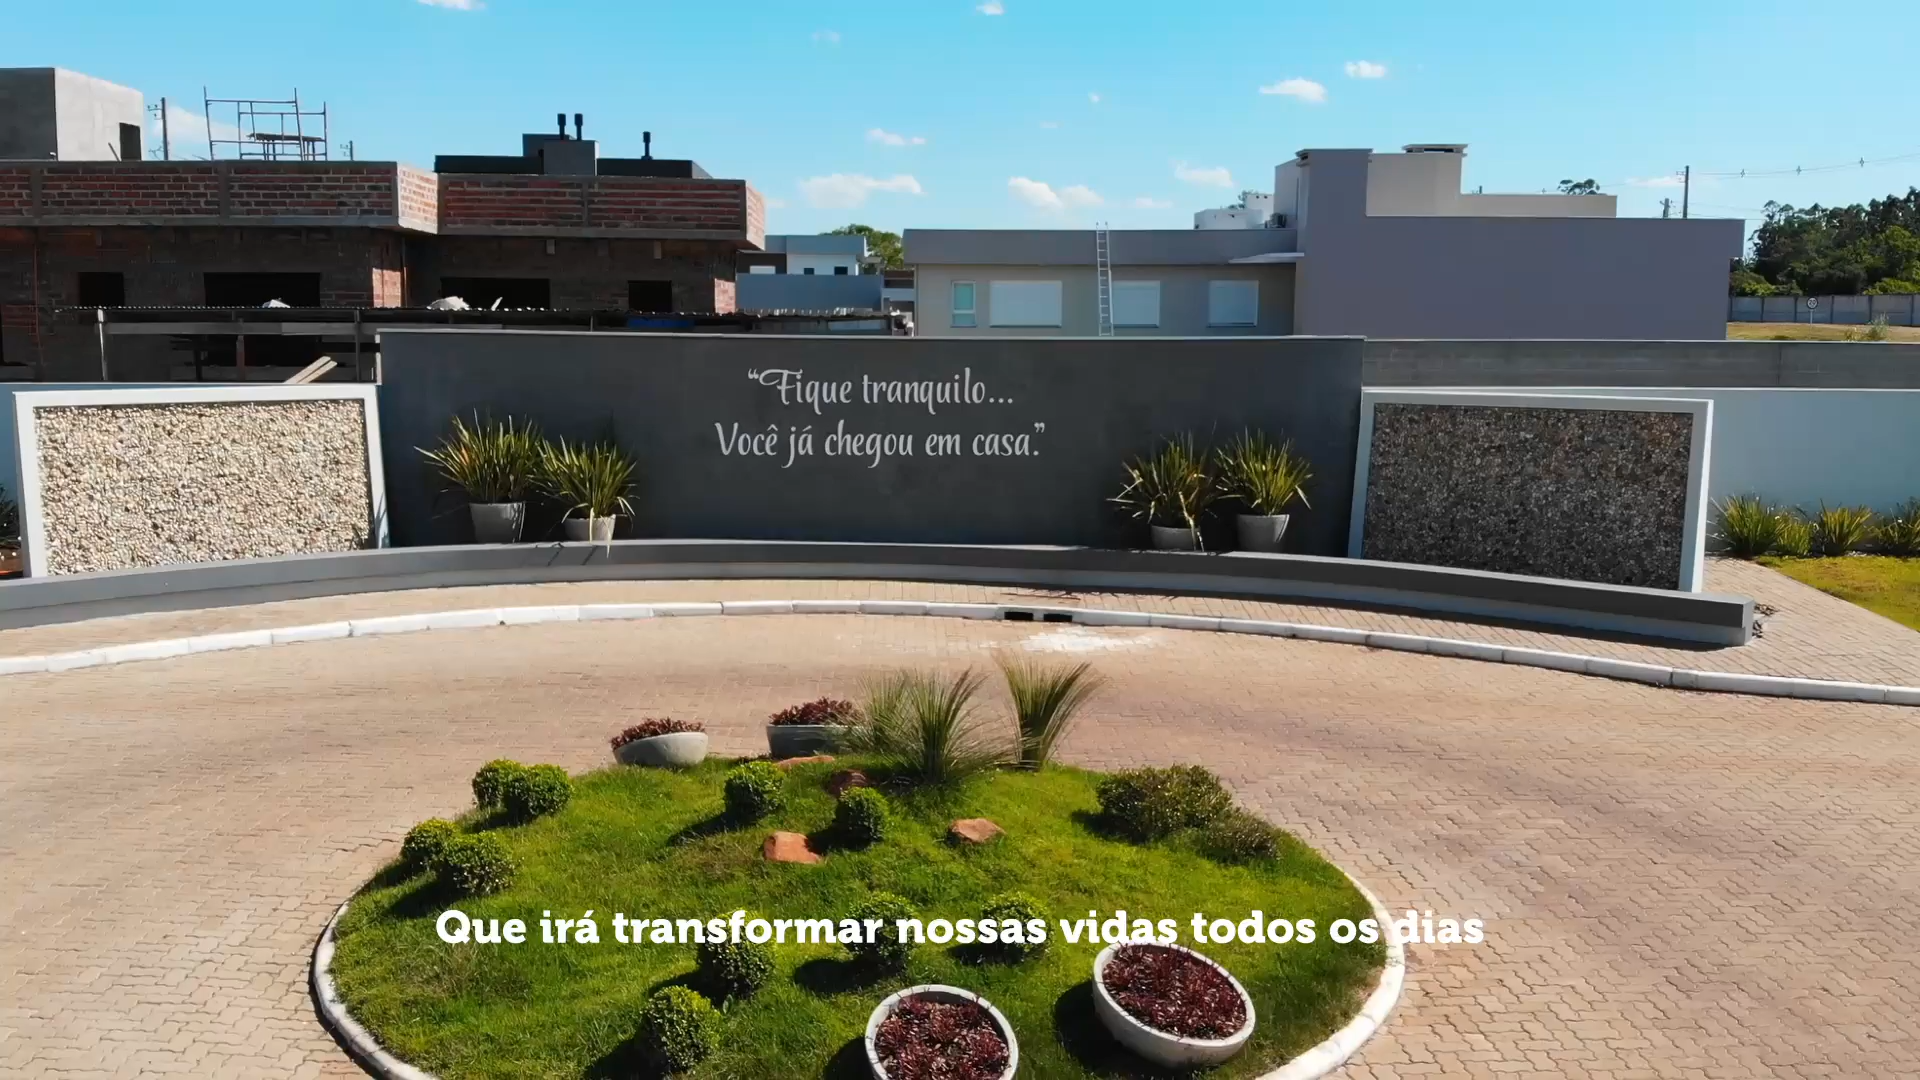 “Fique tranquilo...
Você já chegou em casa.”
Que irá transformar nossas vidas todos os dias